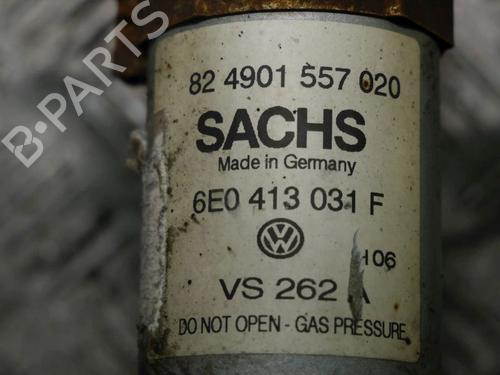 82 4901 557 020
SACHS
Made in Germany
6E0 413 031 F
106
VS 262 A
DO NOT OPEN - GAS PRESSURE
B-PARTS